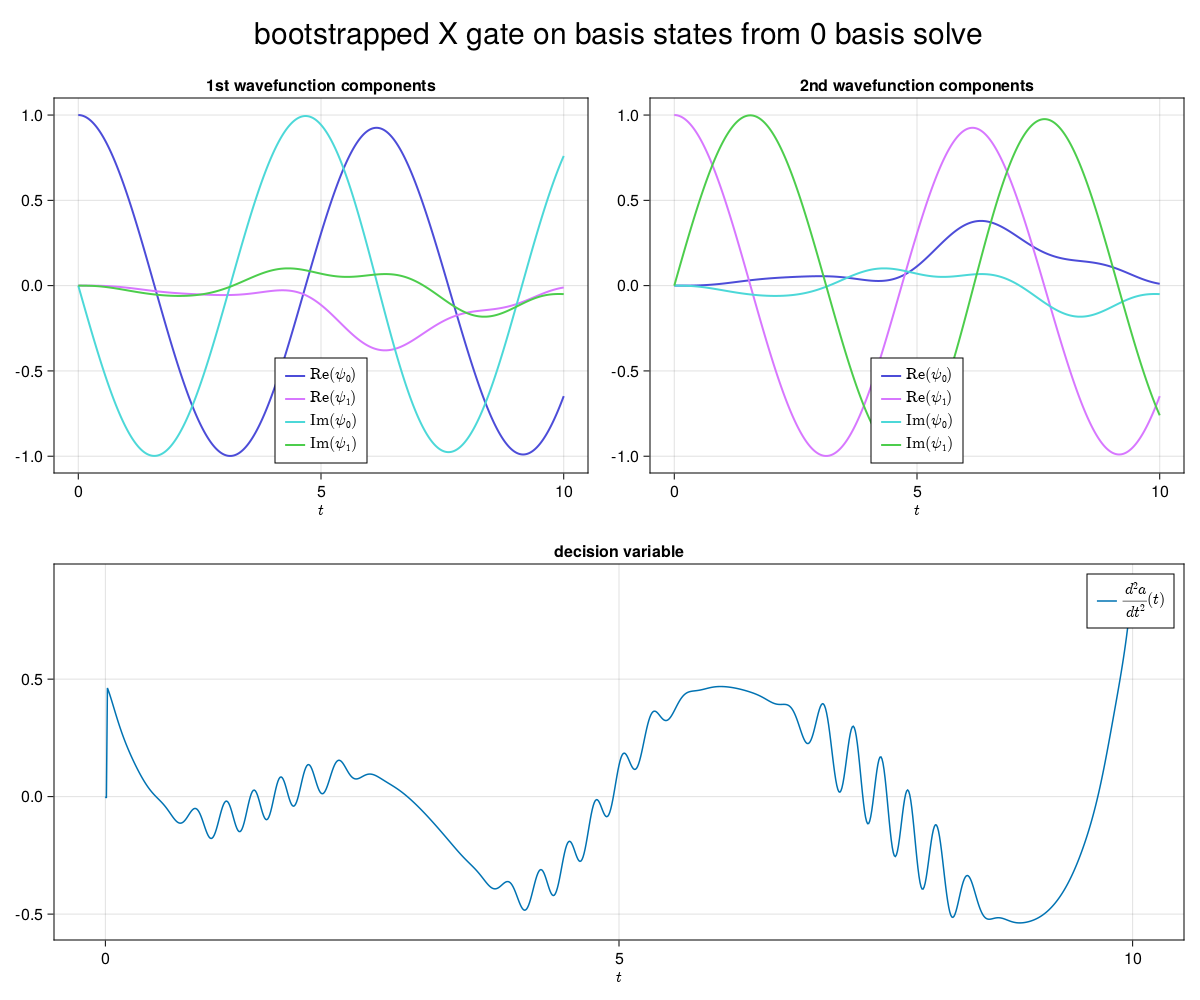 bootstrapped X gate on basis states from 0 basis solve
1st wavefunction components
1.0
0.5
0.0
-0.5
-1.0
Re(ψ₀)
Re(ψ₁)
Im(ψ₀)
Im(ψ₁)
0 5 10
t
2nd wavefunction components
1.0
0.5
0.0
-0.5
-1.0
Re(ψ₀)
Re(ψ₁)
Im(ψ₀)
Im(ψ₁)
0 5 10
t
decision variable
d²a
dt² (t)
0.5
0.0
-0.5
0 5 10
t